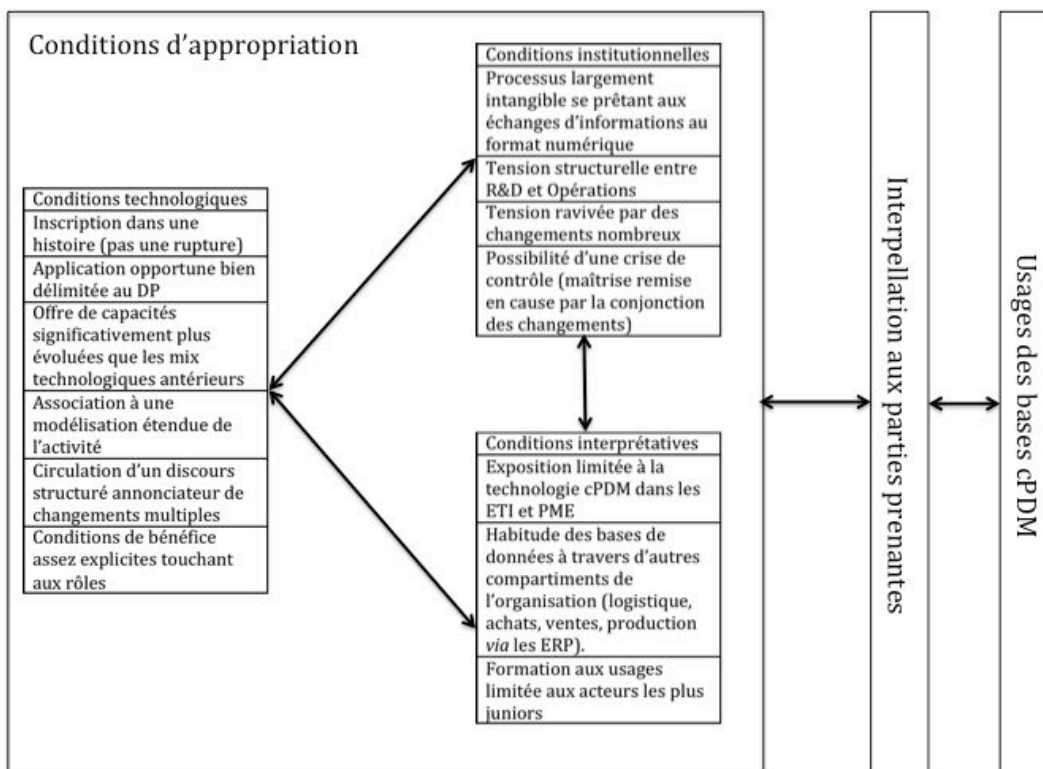 Conditions d'appropriation
Conditions technologiques
Inscription dans une
histoire (pas une rupture)
Application opportune bien
délimitée au DP
Offre de capacités
significativement plus
évoluées que les mix
technologiques antérieurs
Association à une
modélisation étendue de
l'activité
Circulation d'un discours
structuré annonciateur de
changements multiples
Conditions de bénéfice
assez explicites touchant
aux rôles
Conditions institutionnelles
Processus largement
intangible se prêtant aux
échanges d'informations au
format numérique
Tension structurelle entre
R&D et Opérations
Tension ravivée par des
changements nombreux
Possibilité d'une crise de
contrôle (maîtrise remise
en cause par la conjonction
des changements)
Conditions interprétatives
Exposition limitée à la
technologie cPDM dans les
ETI et PME
Habitude des bases de
données à travers d'autres
compartiments de
l'organisation (logistique,
achats, ventes, production
via les ERP).
Formation aux usages
limitée aux acteurs les plus
juniors
Interpellation aux parties prenantes
Usages des bases cPDM